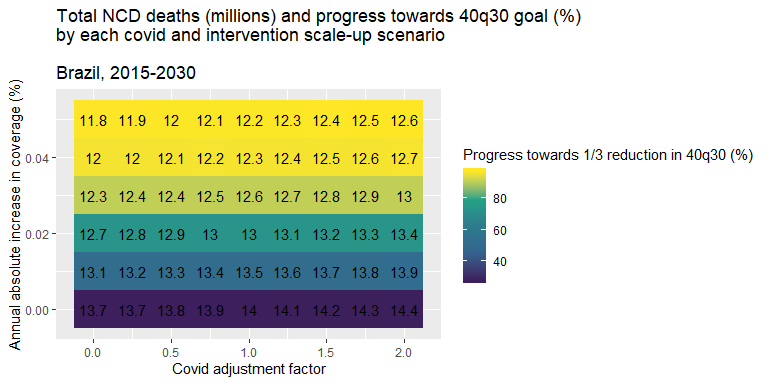 Total NCD deaths (millions) and progress towards 40q30 goal (%)
by each covid and intervention scale-up scenario
Brazil, 2015-2030
Annual absolute increase in coverage (%)
0.04
0.02
0.00
11.8 11.9 12 12.1 12.2 12.3 12.4 12.5 12.6
12 12 12.1 12.2 12.3 12.4 12.5 12.6 12.7
12.3 12.4 12.4 12.5 12.6 12.7 12.8 12.9 13
12.7 12.8 12.9 13 13 13.1 13.2 13.3 13.4
13.1 13.2 13.3 13.4 13.5 13.6 13.7 13.8 13.9
13.7 13.7 13.8 13.9 14 14.1 14.2 14.3 14.4
0.0 0.5 1.0 1.5 2.0
Covid adjustment factor
Progress towards 1/3 reduction in 40q30 (%)
80
60
40